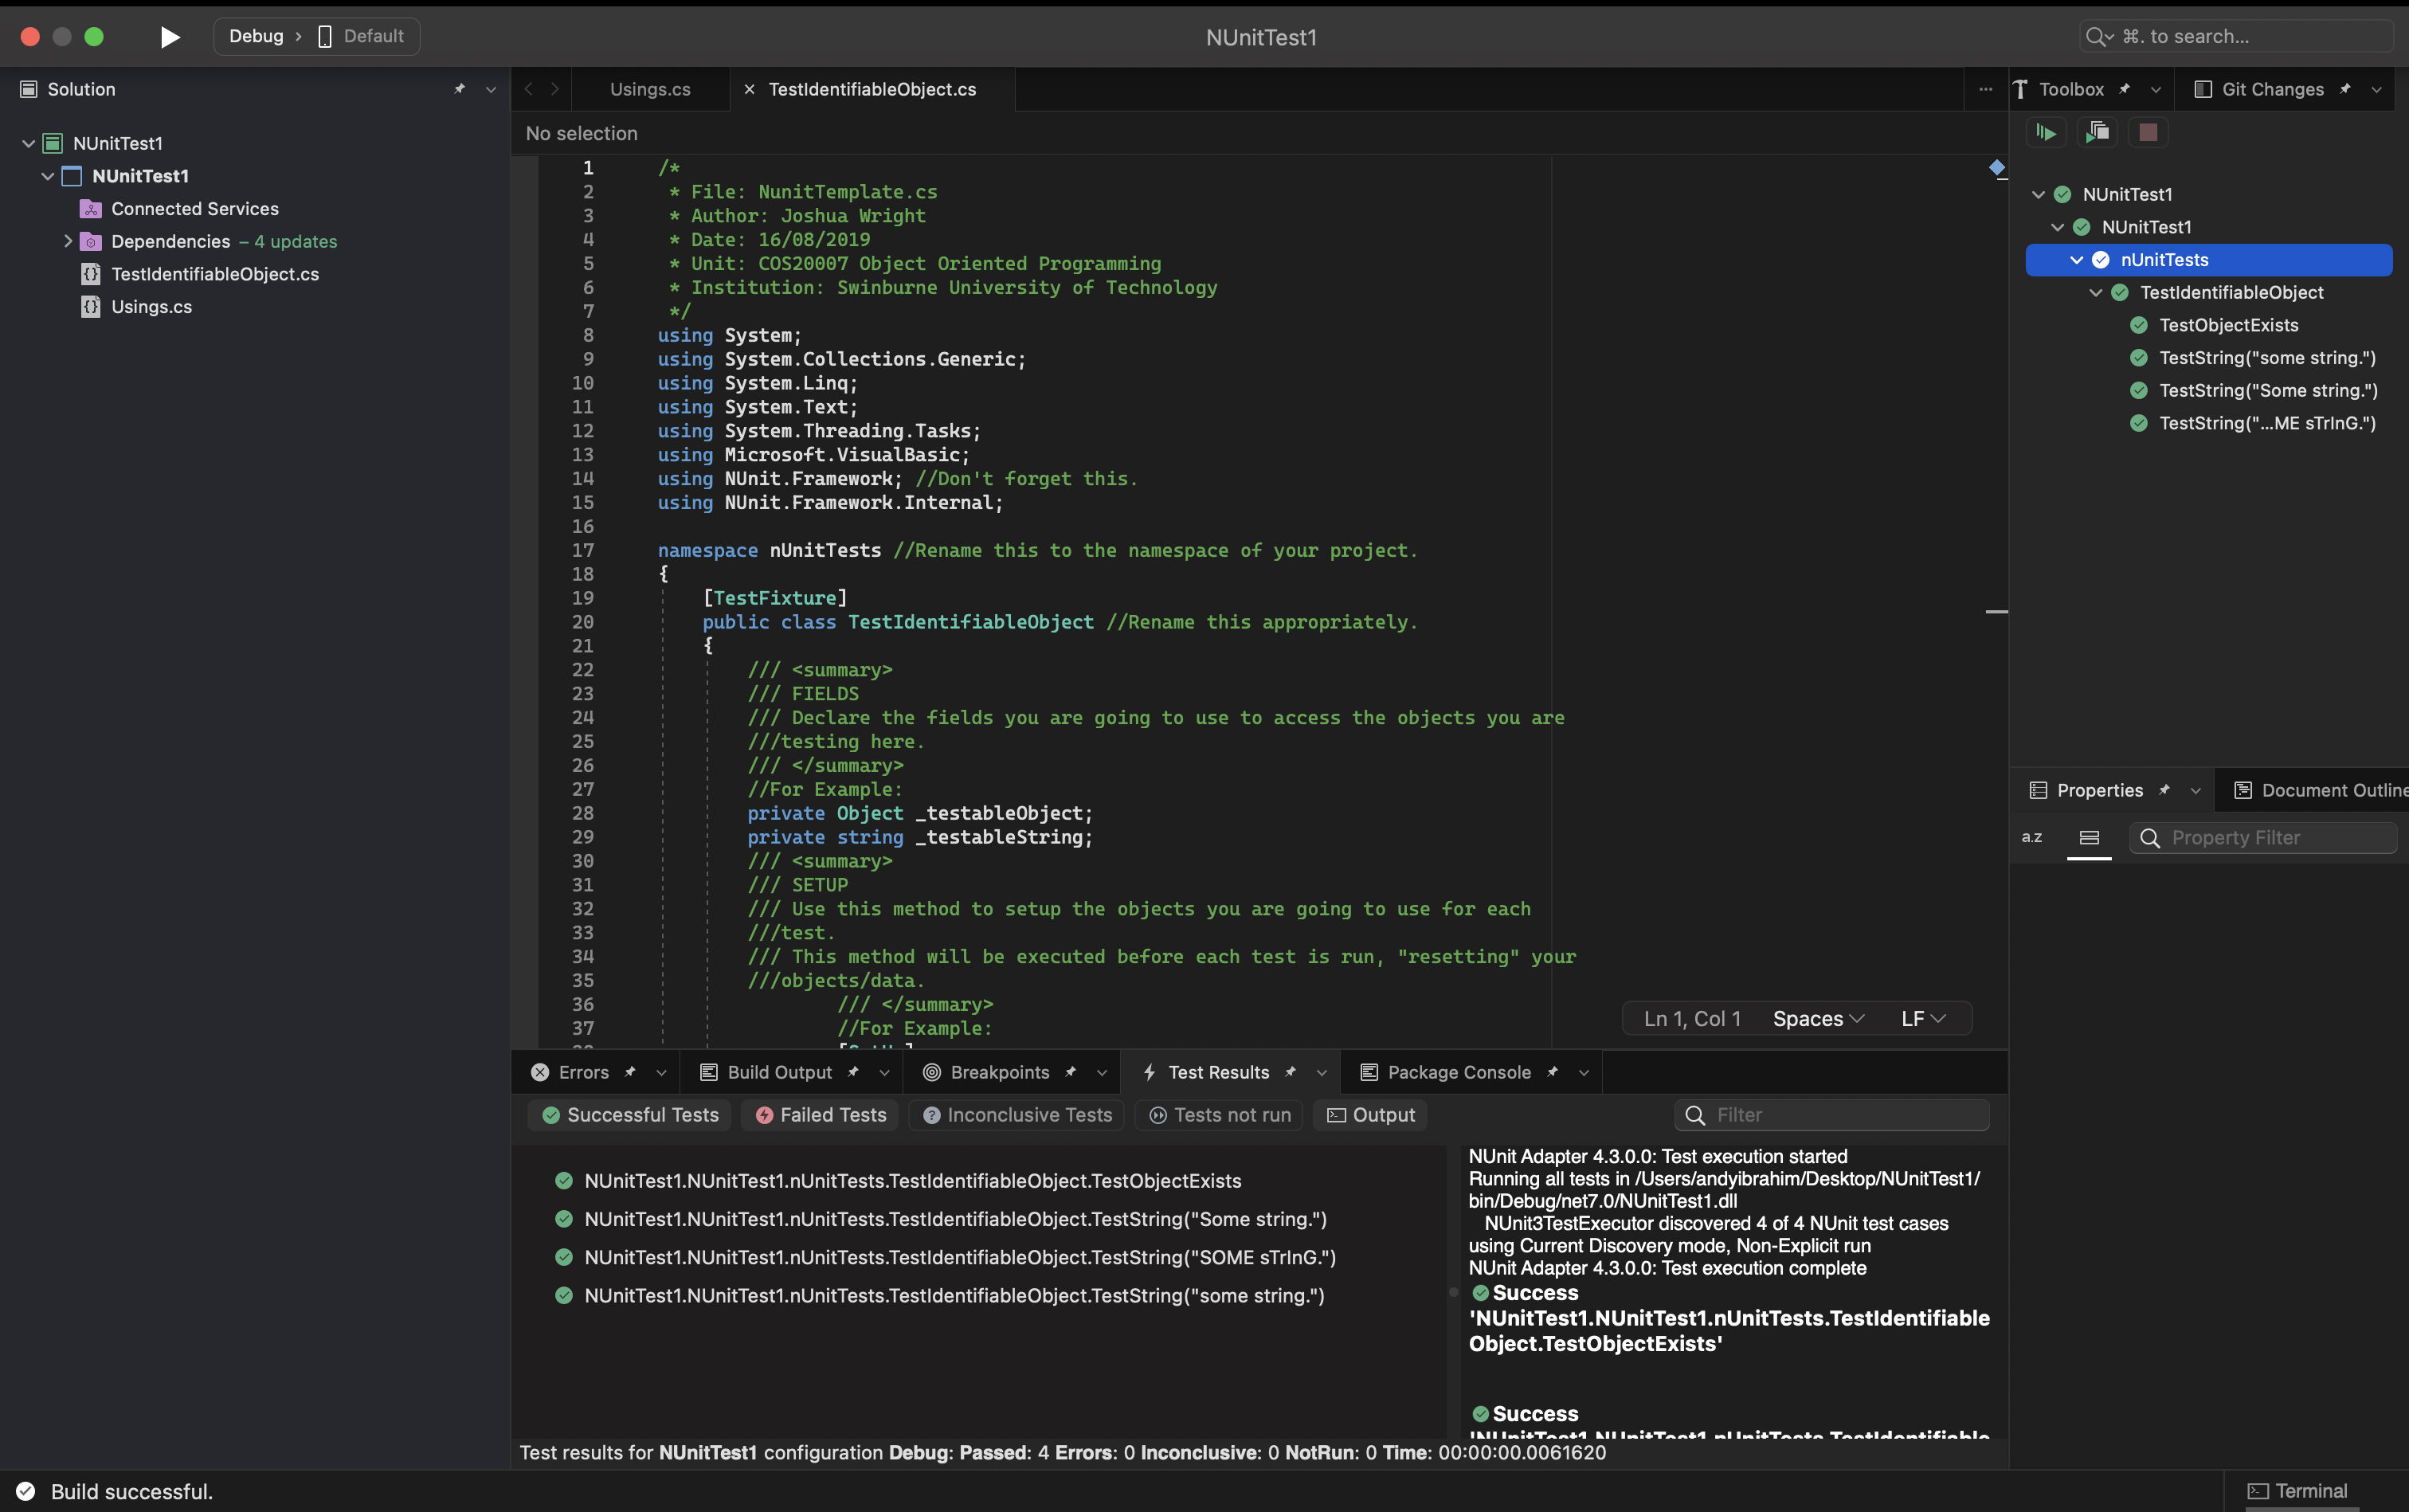 Debug › Default
NUnitTest1
⌘. to search...
Solution
NUnitTest1
NUnitTest1
Connected Services
Dependencies – 4 updates
TestIdentifiableObject.cs
Usings.cs
Usings.cs
TestIdentifiableObject.cs
No selection
1 /*
2 * File: NunitTemplate.cs
3 * Author: Joshua Wright
4 * Date: 16/08/2019
5 * Unit: COS20007 Object Oriented Programming
6 * Institution: Swinburne University of Technology
7 */
8 using System;
9 using System.Collections.Generic;
10 using System.Linq;
11 using System.Text;
12 using System.Threading.Tasks;
13 using Microsoft.VisualBasic;
14 using NUnit.Framework; //Don't forget this.
15 using NUnit.Framework.Internal;
16
17 namespace nUnitTests //Rename this to the namespace of your project.
18 {
19 [TestFixture]
20 public class TestIdentifiableObject //Rename this appropriately.
21 {
22 /// <summary>
23 /// FIELDS
24 /// Declare the fields you are going to use to access the objects you are
25 ///testing here.
26 /// </summary>
27 //For Example:
28 private Object _testableObject;
29 private string _testableString;
30 /// <summary>
31 /// SETUP
32 /// Use this method to setup the objects you are going to use for each
33 ///test.
34 /// This method will be executed before each test is run, "resetting" your
35 ///objects/data.
36 /// </summary>
37 //For Example:
Ln 1, Col 1 Spaces LF
Toolbox
Git Changes
NUnitTest1
NUnitTest1
nUnitTests
TestIdentifiableObject
TestObjectExists
TestString("some string.")
TestString("Some string.")
TestString("...ME sTrInG.")
Properties
Document Outline
a.z
Property Filter
Errors
Build Output
Breakpoints
Test Results
Package Console
Successful Tests
Failed Tests
Inconclusive Tests
Tests not run
Output
Filter
NUnitTest1.NUnitTest1.nUnitTests.TestIdentifiableObject.TestObjectExists
NUnitTest1.NUnitTest1.nUnitTests.TestIdentifiableObject.TestString("Some string.")
NUnitTest1.NUnitTest1.nUnitTests.TestIdentifiableObject.TestString("SOME sTrInG.")
NUnitTest1.NUnitTest1.nUnitTests.TestIdentifiableObject.TestString("some string.")
NUnit Adapter 4.3.0.0: Test execution started
Running all tests in /Users/andyibrahim/Desktop/NUnitTest1/
bin/Debug/net7.0/NUnitTest1.dll
NUnit3TestExecutor discovered 4 of 4 NUnit test cases
using Current Discovery mode, Non-Explicit run
NUnit Adapter 4.3.0.0: Test execution complete
Success
'NUnitTest1.NUnitTest1.nUnitTests.TestIdentifiable
Object.TestObjectExists'
Success
'NUnitTest1.NUnitTest1.nUnitTests.TestIdentifiable
Test results for NUnitTest1 configuration Debug: Passed: 4 Errors: 0 Inconclusive: 0 NotRun: 0 Time: 00:00:00.0061620
Build successful.
Terminal